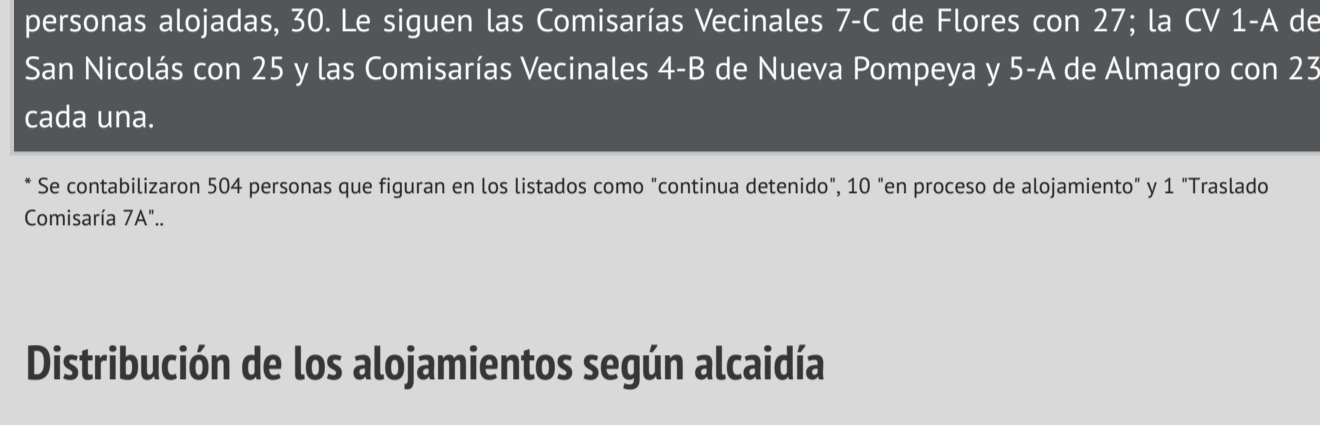 personas alojadas, 30. Le siguen las Comisarías Vecinales 7-C de Flores con 27; la CV 1-A de
San Nicolás con 25 y las Comisarías Vecinales 4-B de Nueva Pompeya y 5-A de Almagro con 23
cada una.
* Se contabilizaron 504 personas que figuran en los listados como "continua detenido", 10 "en proceso de alojamiento" y 1 "Traslado
Comisaría 7A"..
Distribución de los alojamientos según alcaidía